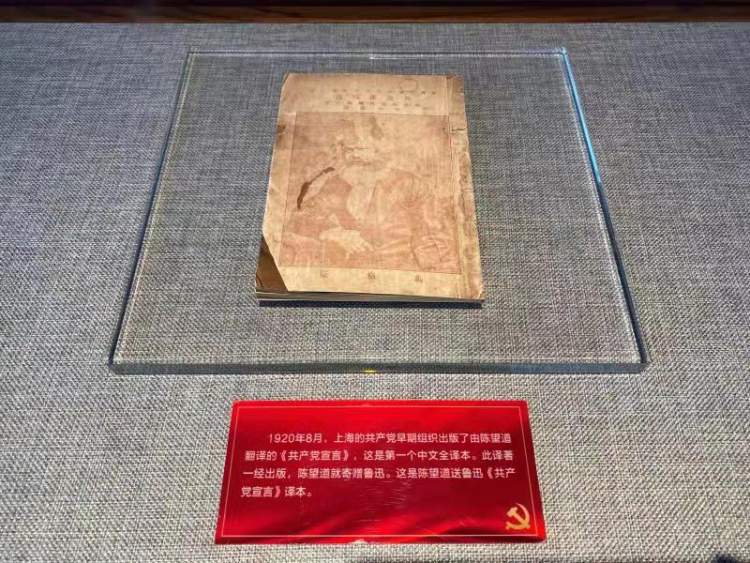 斯格馬
1920年8月，上海的共产党早期组织出版了由陈望道
翻译的《共产党宣言》，这是第一个中文全译本。此译著
一经出版，陈望道就寄赠鲁迅。这是陈望道送鲁迅《共产
党宣言》译本。